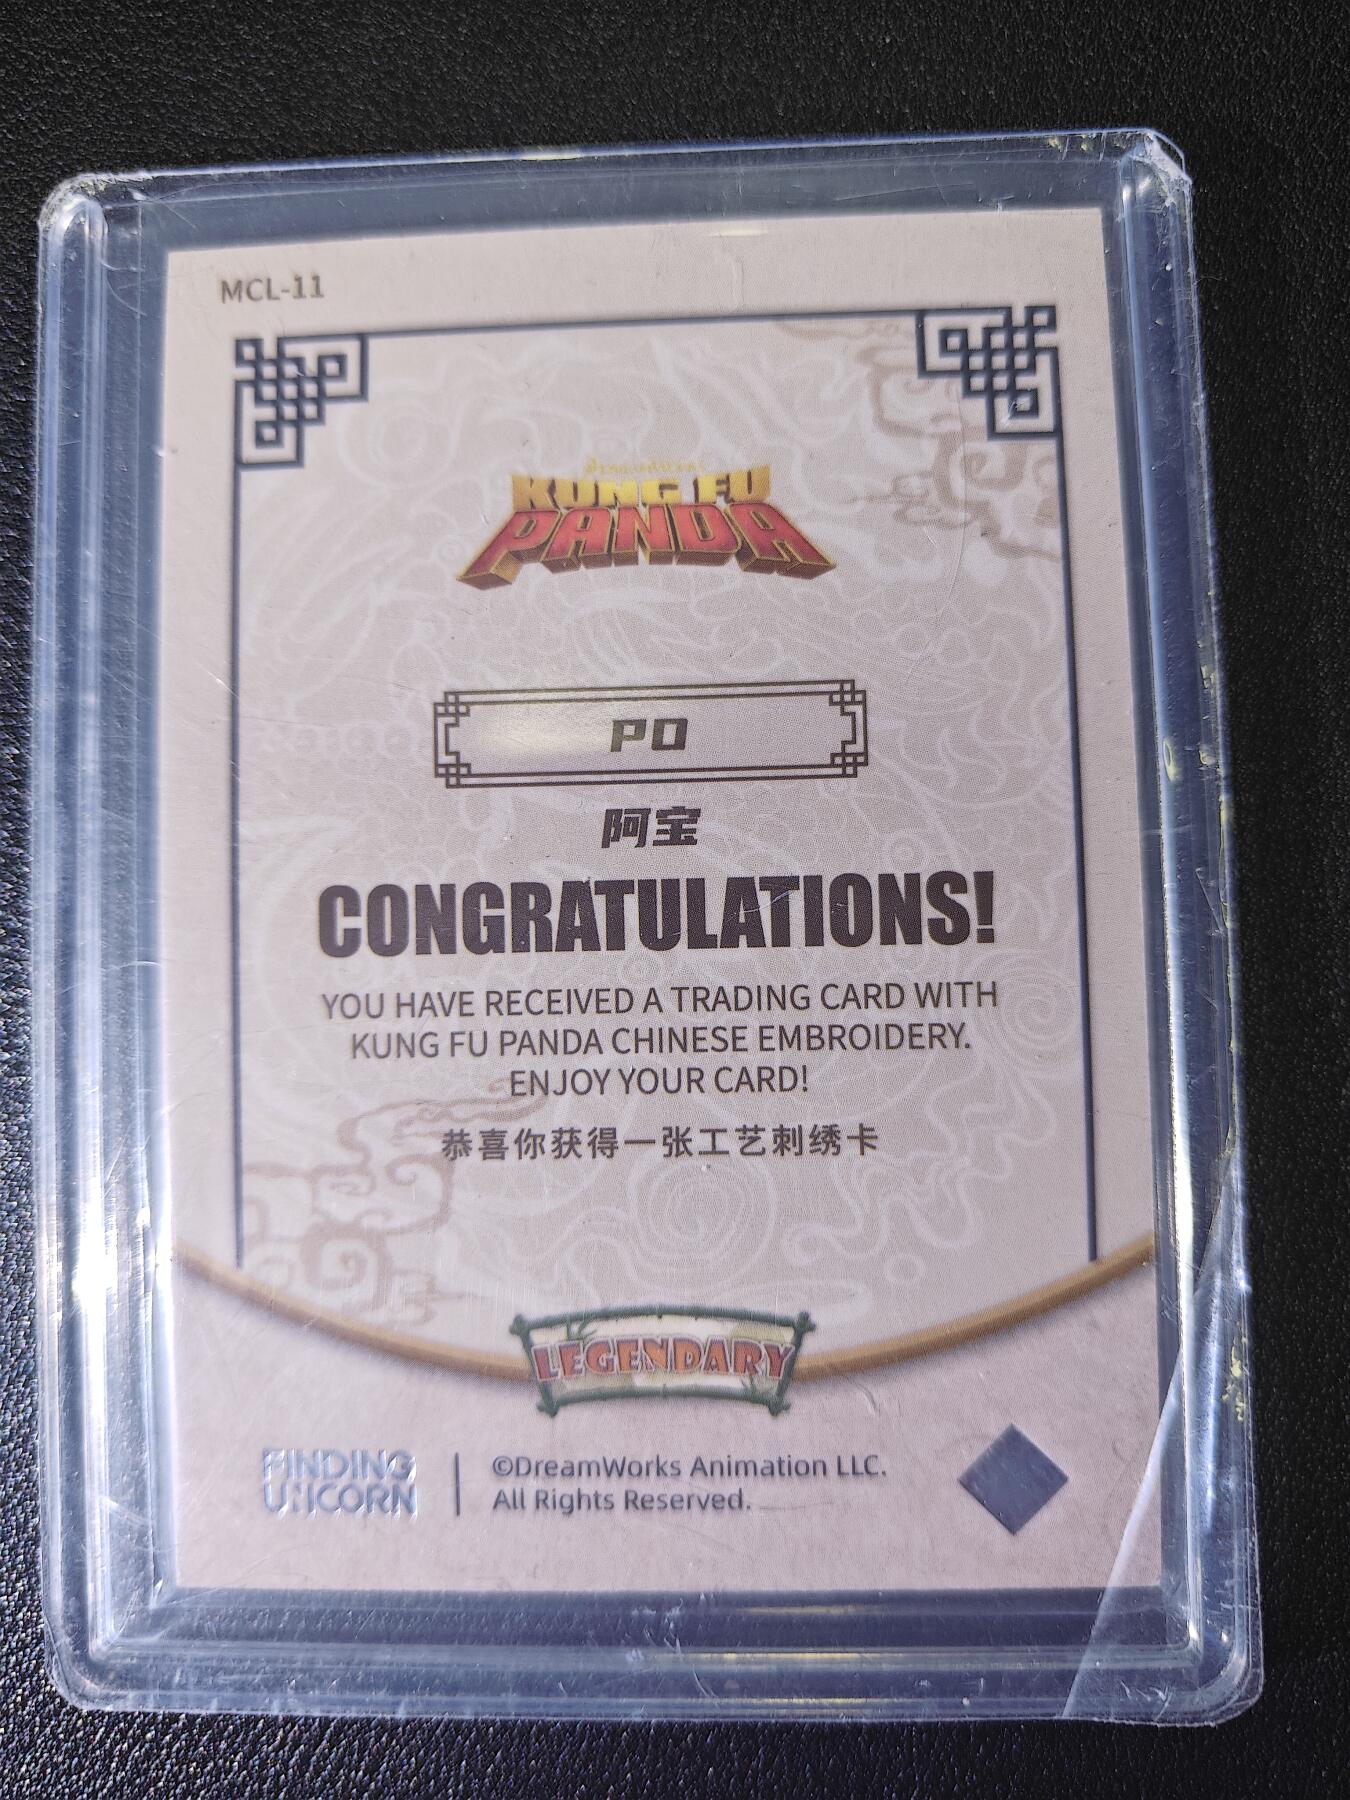 MCL-11
DREAMWORKS
KUNG FU
PANDA
PO
阿宝
CONGRATULATIONS!
YOU HAVE RECEIVED A TRADING CARD WITH
KUNG FU PANDA CHINESE EMBROIDERY.
ENJOY YOUR CARD!
恭喜你获得一张工艺刺绣卡
LEGENDARY
FINDING
UNICORN
©DreamWorks Animation LLC.
All Rights Reserved.